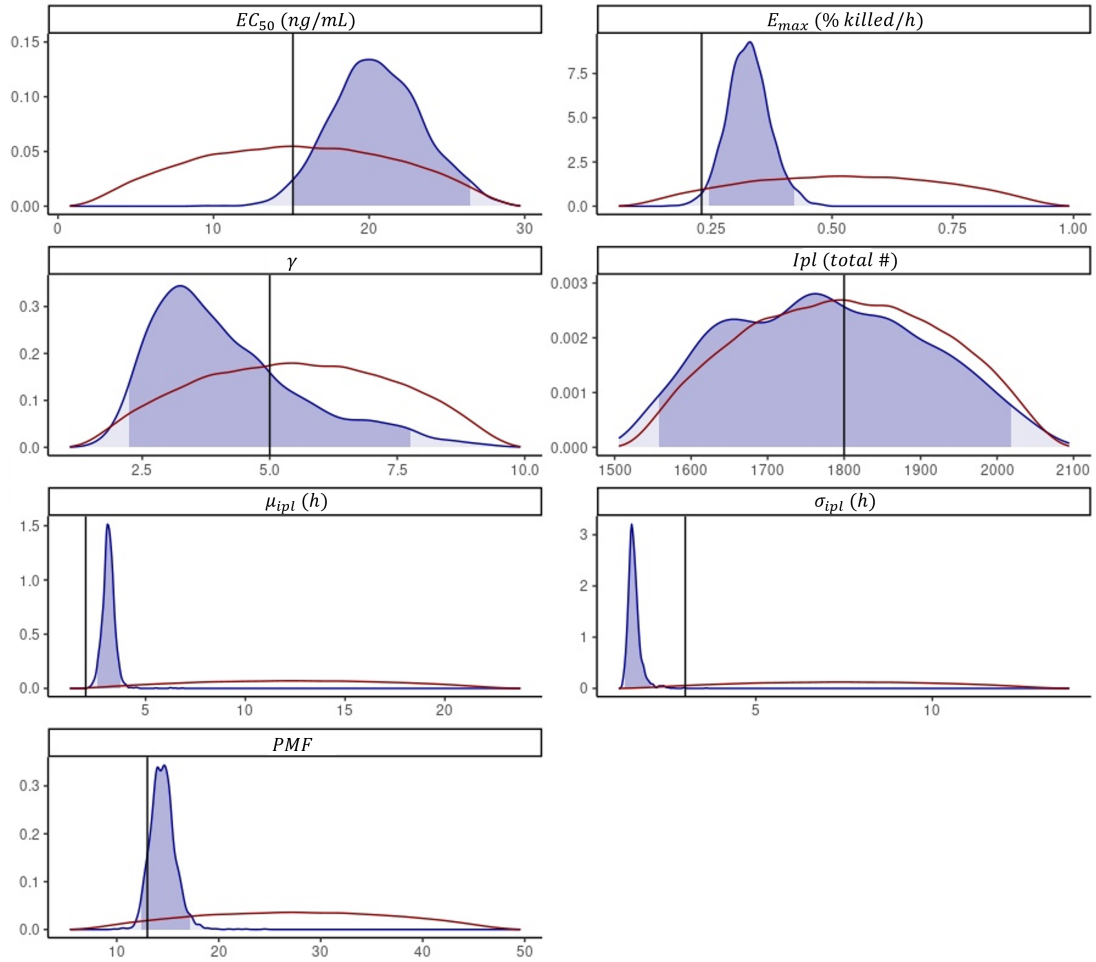 EC₅₀ (ng/mL)
0.15
0.10
0.05
0.00
0 10 20 30
Eₘₐₓ (% killed/h)
7.5
5.0
2.5
0.0
0.25 0.50 0.75 1.00
γ
0.3
0.2
0.1
0.0
2.5 5.0 7.5 10.0
Ipl (total #)
0.003
0.002
0.001
0.000
1500 1600 1700 1800 1900 2000 2100
μᵢₚₗ (h)
1.5
1.0
0.5
0.0
5 10 15 20
σᵢₚₗ (h)
3
2
1
0
5 10
PMF
0.3
0.2
0.1
0.0
10 20 30 40 50